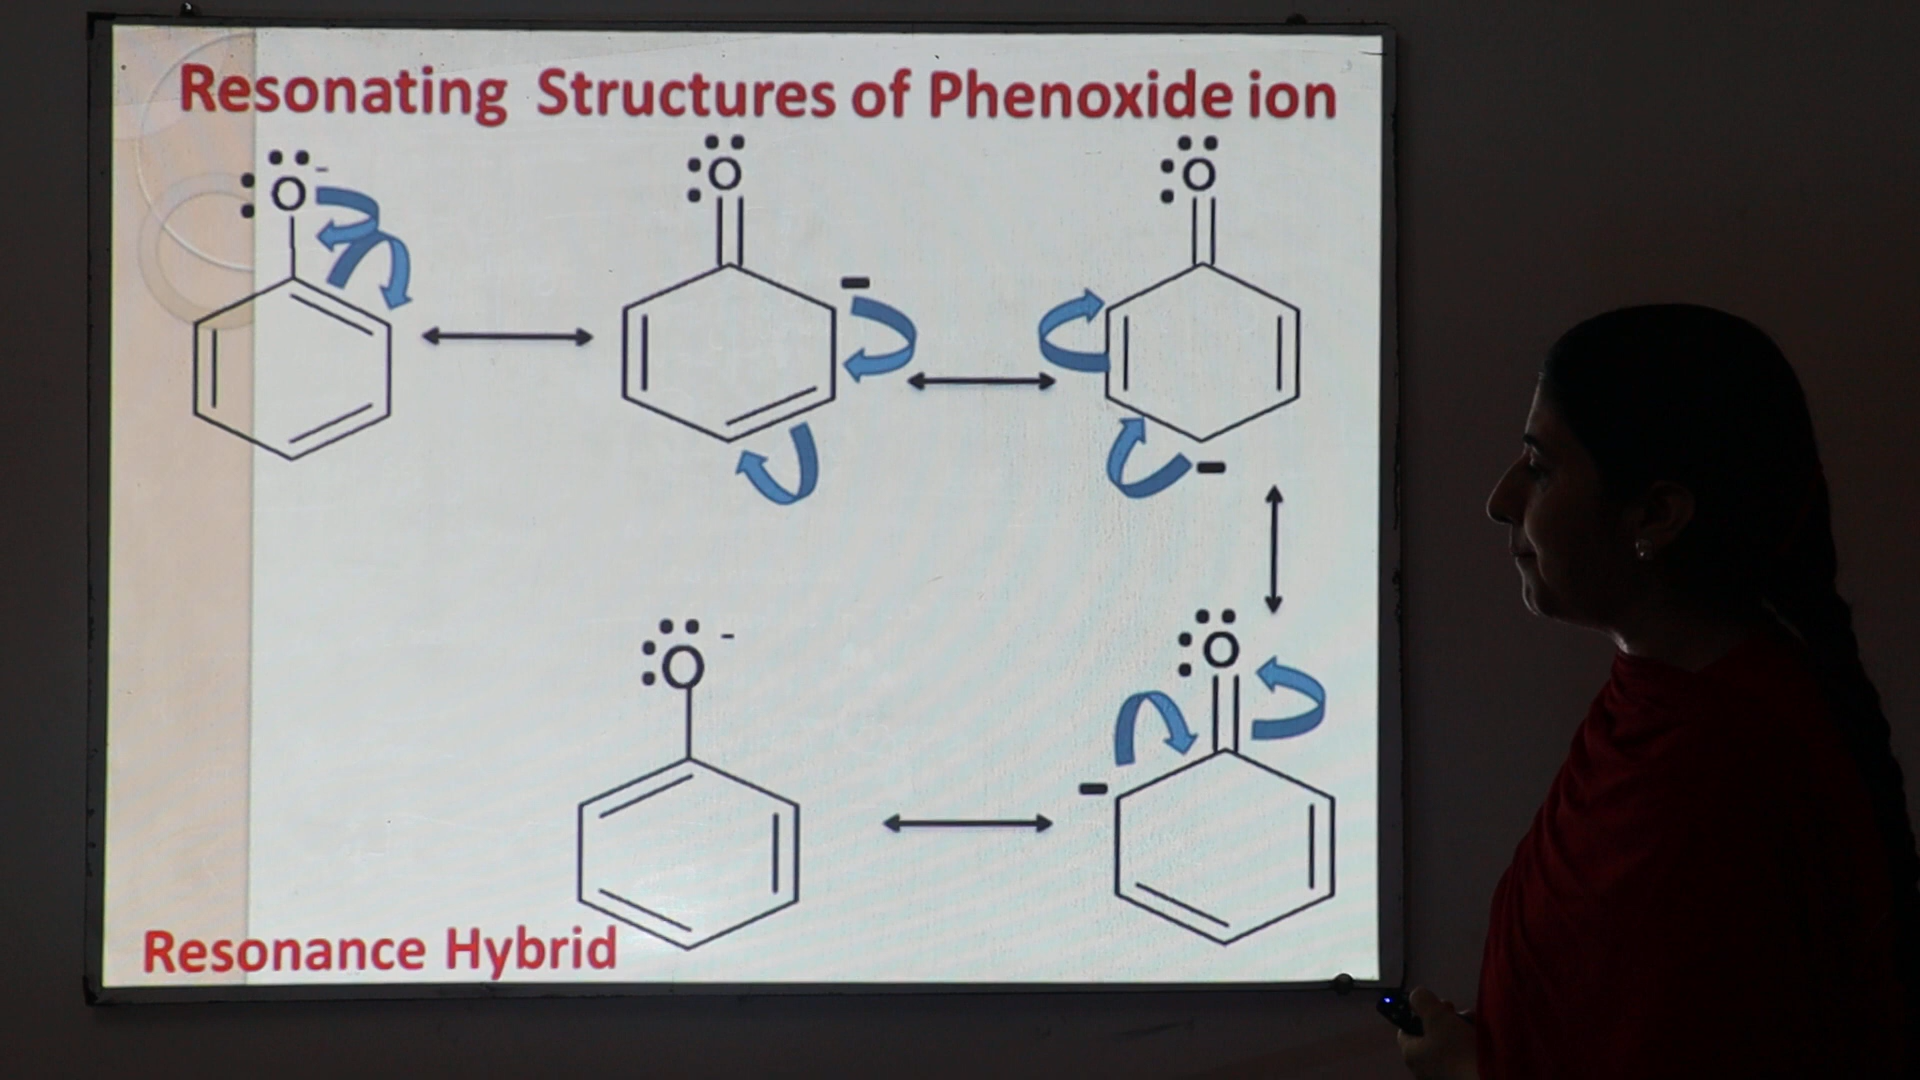 Resonating Structures of Phenoxide ion
O -
O
O
-
-
O -
O
-
Resonance Hybrid